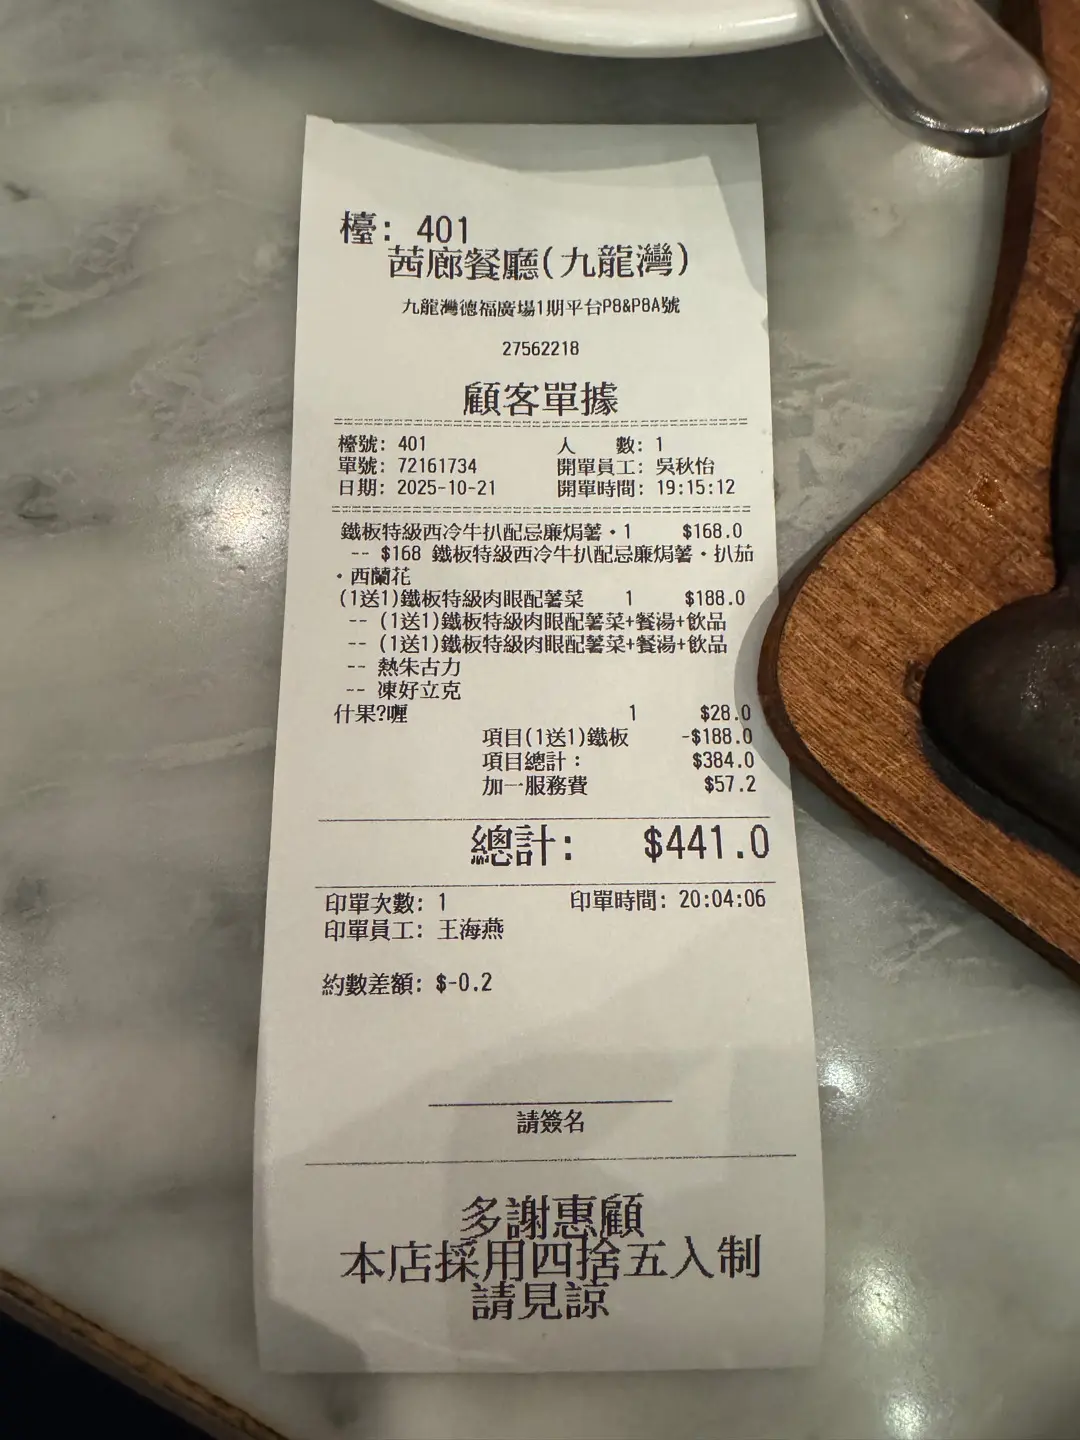 檯: 401
茜廊餐廳(九龍灣)
九龍灣德福廣場1期平台P8&P8A號
27562218
顧客單據
檯號: 401 人 數: 1
單號: 72161734 開單員工: 吳秋怡
日期: 2025-10-21 開單時間: 19:15:12
鐵板特級西冷牛扒配忌廉焗薯・1 $168.0
-- $168 鐵板特級西冷牛扒配忌廉焗薯・扒茄
・西蘭花
(1送1)鐵板特級肉眼配薯菜 1 $188.0
-- (1送1)鐵板特級肉眼配薯菜+餐湯+飲品
-- (1送1)鐵板特級肉眼配薯菜+餐湯+飲品
-- 熱朱古力
-- 凍好立克
什果?喱 1 $28.0
項目(1送1)鐵板 -$188.0
項目總計： $384.0
加一服務費 $57.2
總計: $441.0
印單次數: 1 印單時間: 20:04:06
印單員工: 王海燕
約數差額: $-0.2
請簽名
多謝惠顧
本店採用四捨五入制
請見諒